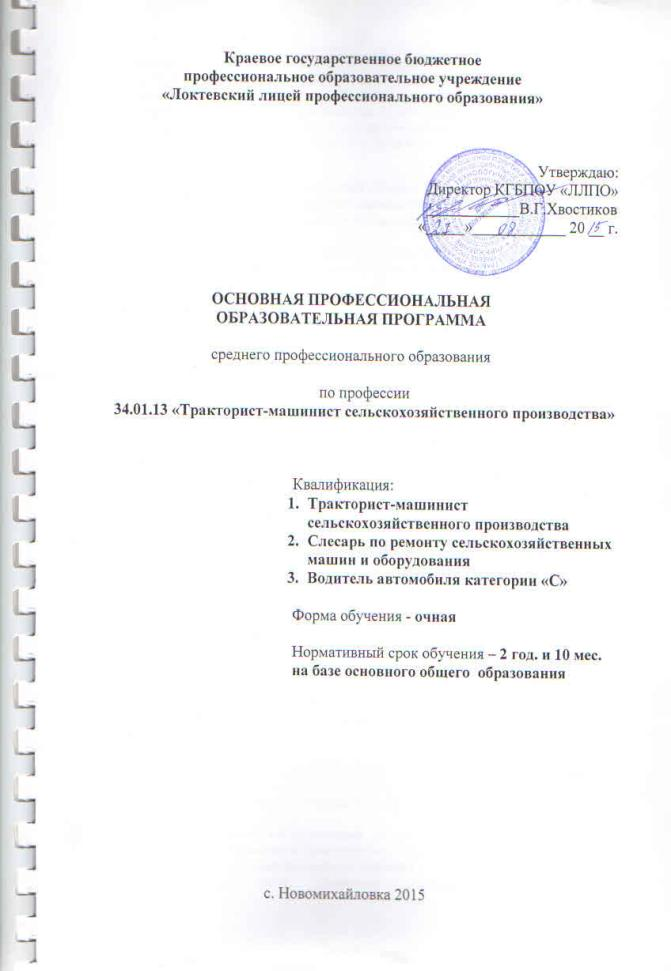 Краевое государственное бюджетное
профессиональное образовательное учреждение
«Локтевский лицей профессионального образования»
Утверждаю:
Директор КГБПОУ «ЛЛПО»
В.Г.Хвостиков
« 21 » 08 20 15 г.
ОСНОВНАЯ ПРОФЕССИОНАЛЬНАЯ
ОБРАЗОВАТЕЛЬНАЯ ПРОГРАММА
среднего профессионального образования
по профессии
34.01.13 «Тракторист-машинист сельскохозяйственного производства»
Квалификация:
1. Тракторист-машинист
сельскохозяйственного производства
2. Слесарь по ремонту сельскохозяйственных
машин и оборудования
3. Водитель автомобиля категории «С»
Форма обучения - очная
Нормативный срок обучения – 2 год. и 10 мес.
на базе основного общего образования
с. Новомихайловка 2015